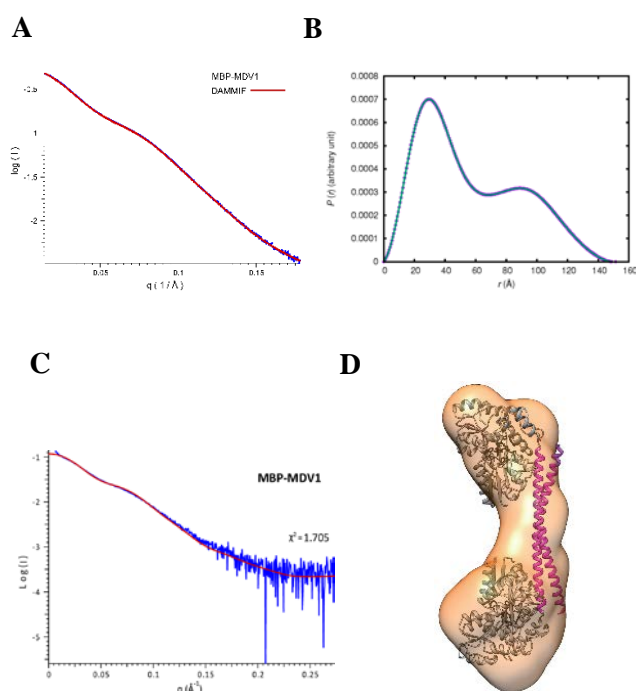 A
B
MBP-MDV1
DAMMIF
-0.5
-1
-1.5
-2
log ( I )
0.05
0.1
0.15
q ( 1 / Å )
0.0008
0.0007
0.0006
0.0005
0.0004
0.0003
0.0002
0.0001
0
P (r) (arbitrary unit)
0 20 40 60 80 100 120 140 160
r (Å)
C
D
-1
-2
-3
-4
-5
L o g ( I )
MBP-MDV1
χ²=1.705
0 0.05 0.1 0.15 0.2 0.25